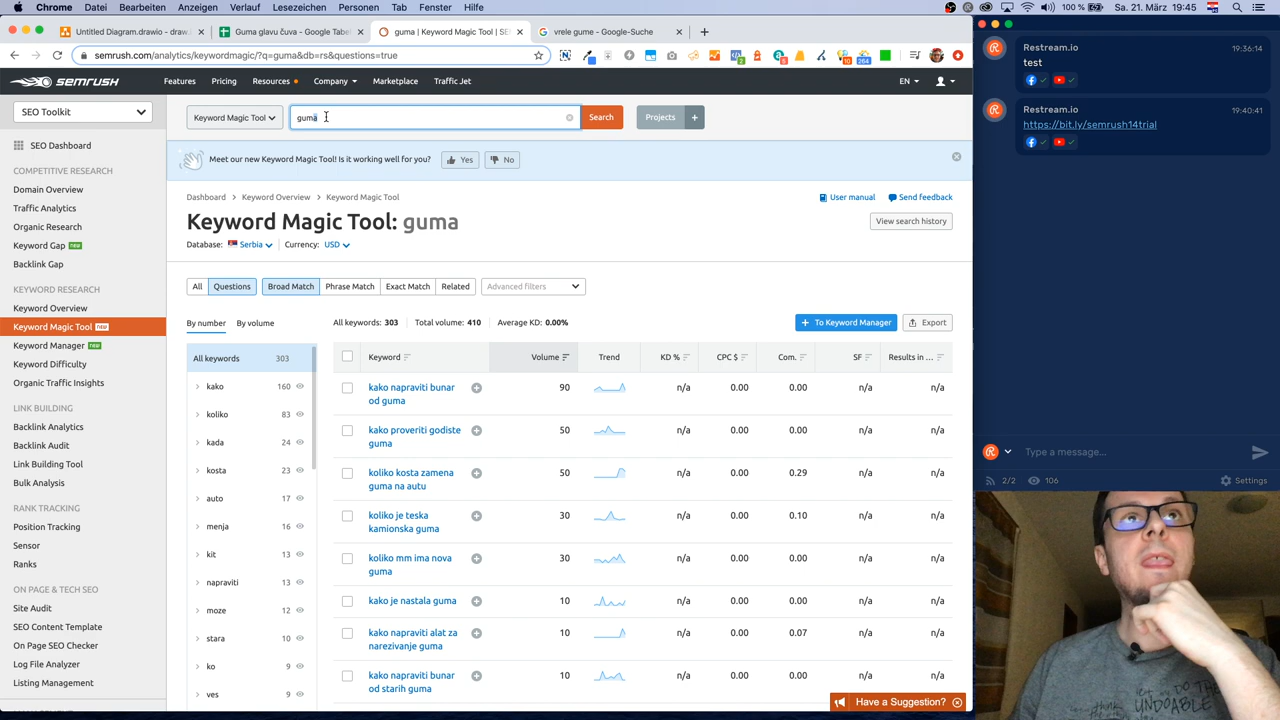 Chrome Datei Bearbeiten Anzeigen Verlauf Lesezeichen Personen Tab Fenster Hilfe
100 % Sa. 21. März 19:45
Untitled Diagram.drawio - draw
Guma glavu čuva - Google Tabel
guma | Keyword Magic Tool | SE
vrele gume - Google-Suche
semrush.com/analytics/keywordmagic/?q=guma&db=rs&questions=true
SEMRUSH
Features Pricing Resources Company Marketplace Traffic Jet EN
SEO Toolkit
SEO Dashboard
COMPETITIVE RESEARCH
Domain Overview
Traffic Analytics
Organic Research
Keyword Gap new
Backlink Gap
KEYWORD RESEARCH
Keyword Overview
Keyword Magic Tool new
Keyword Manager new
Keyword Difficulty
Organic Traffic Insights
LINK BUILDING
Backlink Analytics
Backlink Audit
Link Building Tool
Bulk Analysis
RANK TRACKING
Position Tracking
Sensor
Ranks
ON PAGE & TECH SEO
Site Audit
SEO Content Template
On Page SEO Checker
Log File Analyzer
Listing Management
Keyword Magic Tool guma Search Projects +
Meet our new Keyword Magic Tool! Is it working well for you? Yes No
Dashboard > Keyword Overview > Keyword Magic Tool
User manual Send feedback
Keyword Magic Tool: guma
View search history
Database: Serbia Currency: USD
All Questions Broad Match Phrase Match Exact Match Related Advanced filters
By number By volume
All keywords: 303 Total volume: 410 Average KD: 0.00%
+ To Keyword Manager Export
All keywords 303
kako 160
koliko 83
kada 24
kosta 23
auto 17
menja 16
kit 13
napraviti 13
moze 12
stara 10
ko 9
ves 9
Keyword Volume Trend KD % CPC $ Com. SF Results in ...
kako napraviti bunar
od guma
90 n/a 0.00 0.00 n/a n/a
kako proveriti godiste
guma
50 n/a 0.00 0.00 n/a n/a
koliko kosta zamena
guma na autu
50 n/a 0.00 0.29 n/a n/a
koliko je teska
kamionska guma
30 n/a 0.00 0.10 n/a n/a
koliko mm ima nova
guma
30 n/a 0.00 0.00 n/a n/a
kako je nastala guma 10 n/a 0.00 0.00 n/a n/a
kako napraviti alat za
narezivanje guma
10 n/a 0.00 0.07 n/a n/a
kako napraviti bunar
od starih guma
10 n/a 0.00 0.00 n/a n/a
Have a Suggestion?
Restream.io 19:36:14
test
Restream.io 19:40:41
https://bit.ly/semrush14trial
Type a message...
2/2 106 Settings